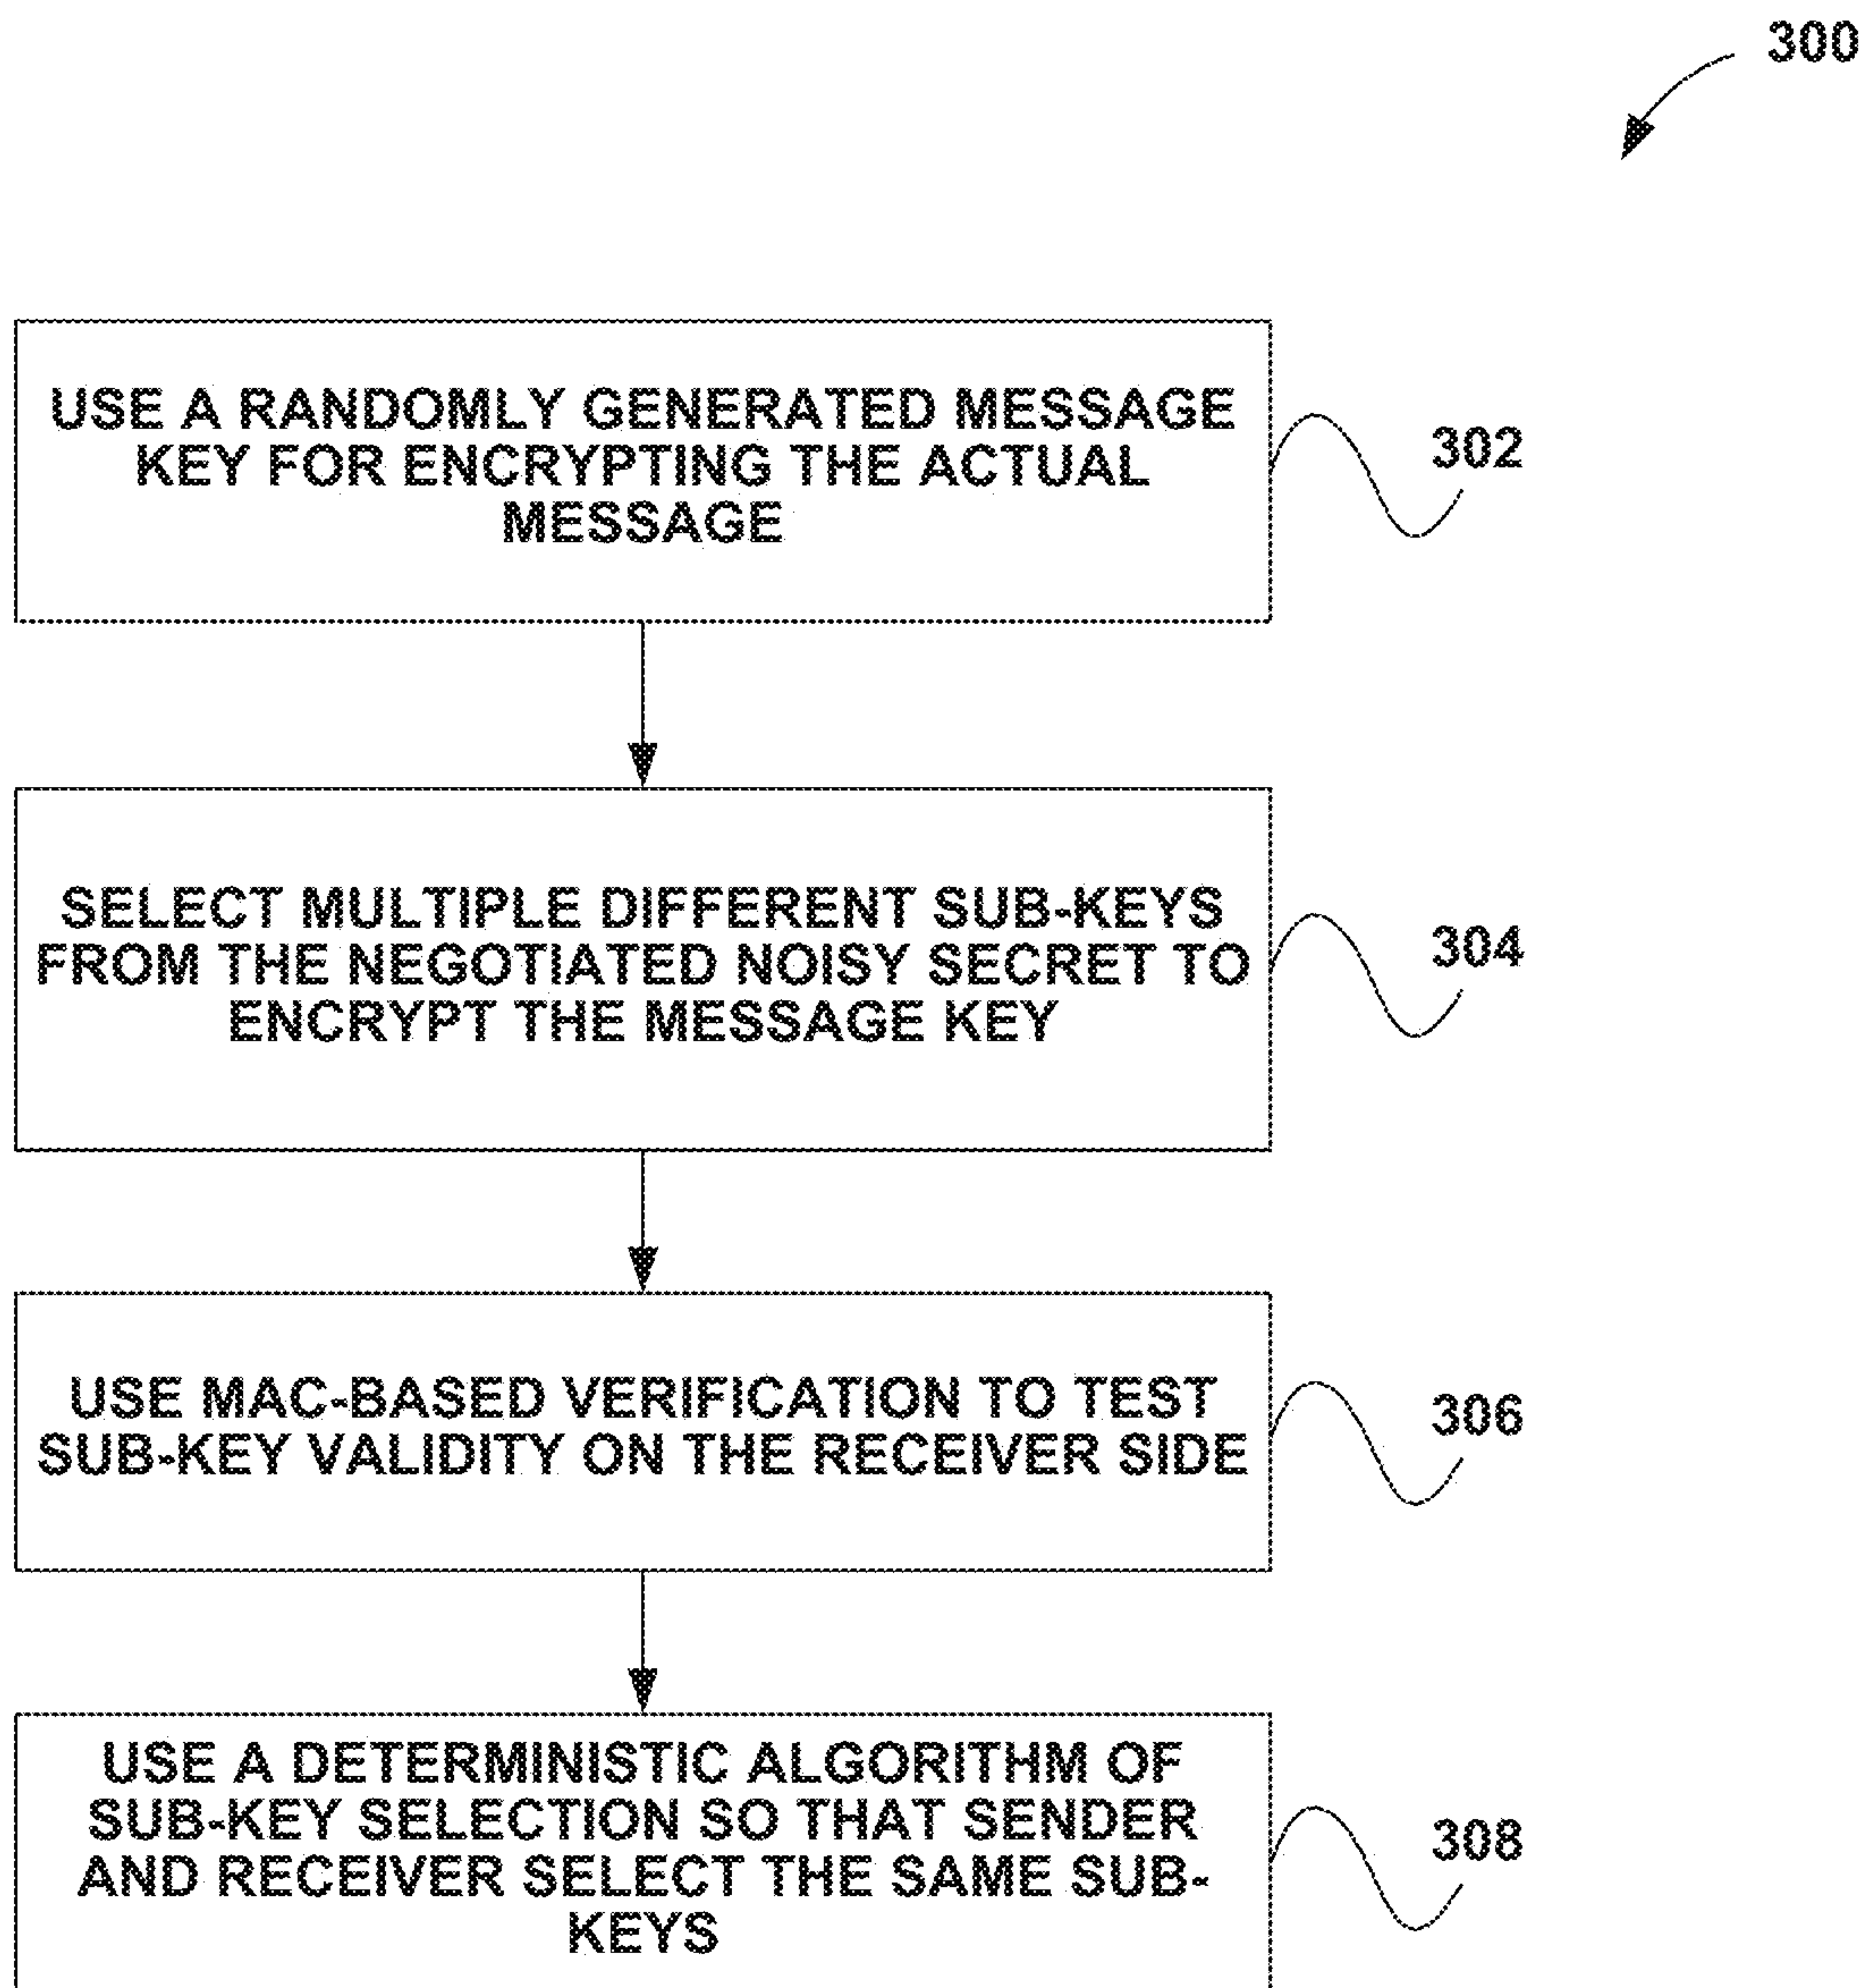 300
USE A RANDOMLY GENERATED MESSAGE
KEY FOR ENCRYPTING THE ACTUAL
MESSAGE
302
SELECT MULTIPLE DIFFERENT SUB-KEYS
FROM THE NEGOTIATED NOISY SECRET TO
ENCRYPT THE MESSAGE KEY
304
USE MAC-BASED VERIFICATION TO TEST
SUB-KEY VALIDITY ON THE RECEIVER SIDE
306
USE A DETERMINISTIC ALGORITHM OF
SUB-KEY SELECTION SO THAT SENDER
AND RECEIVER SELECT THE SAME SUB-
KEYS
308